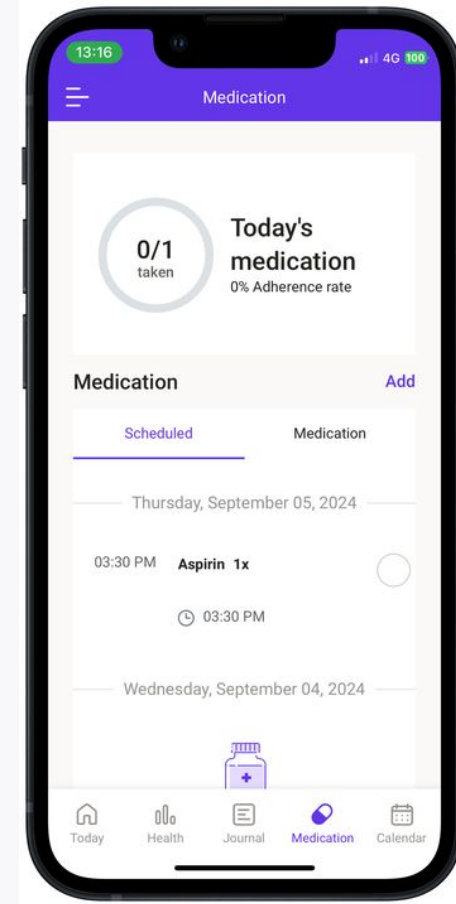 13:16
4G 100
Medication
0/1
taken
Today's
medication
0% Adherence rate
Medication
Add
Scheduled
Medication
Thursday, September 05, 2024
03:30 PM
Aspirin 1x
03:30 PM
Wednesday, September 04, 2024
Today
Health
Journal
Medication
Calendar